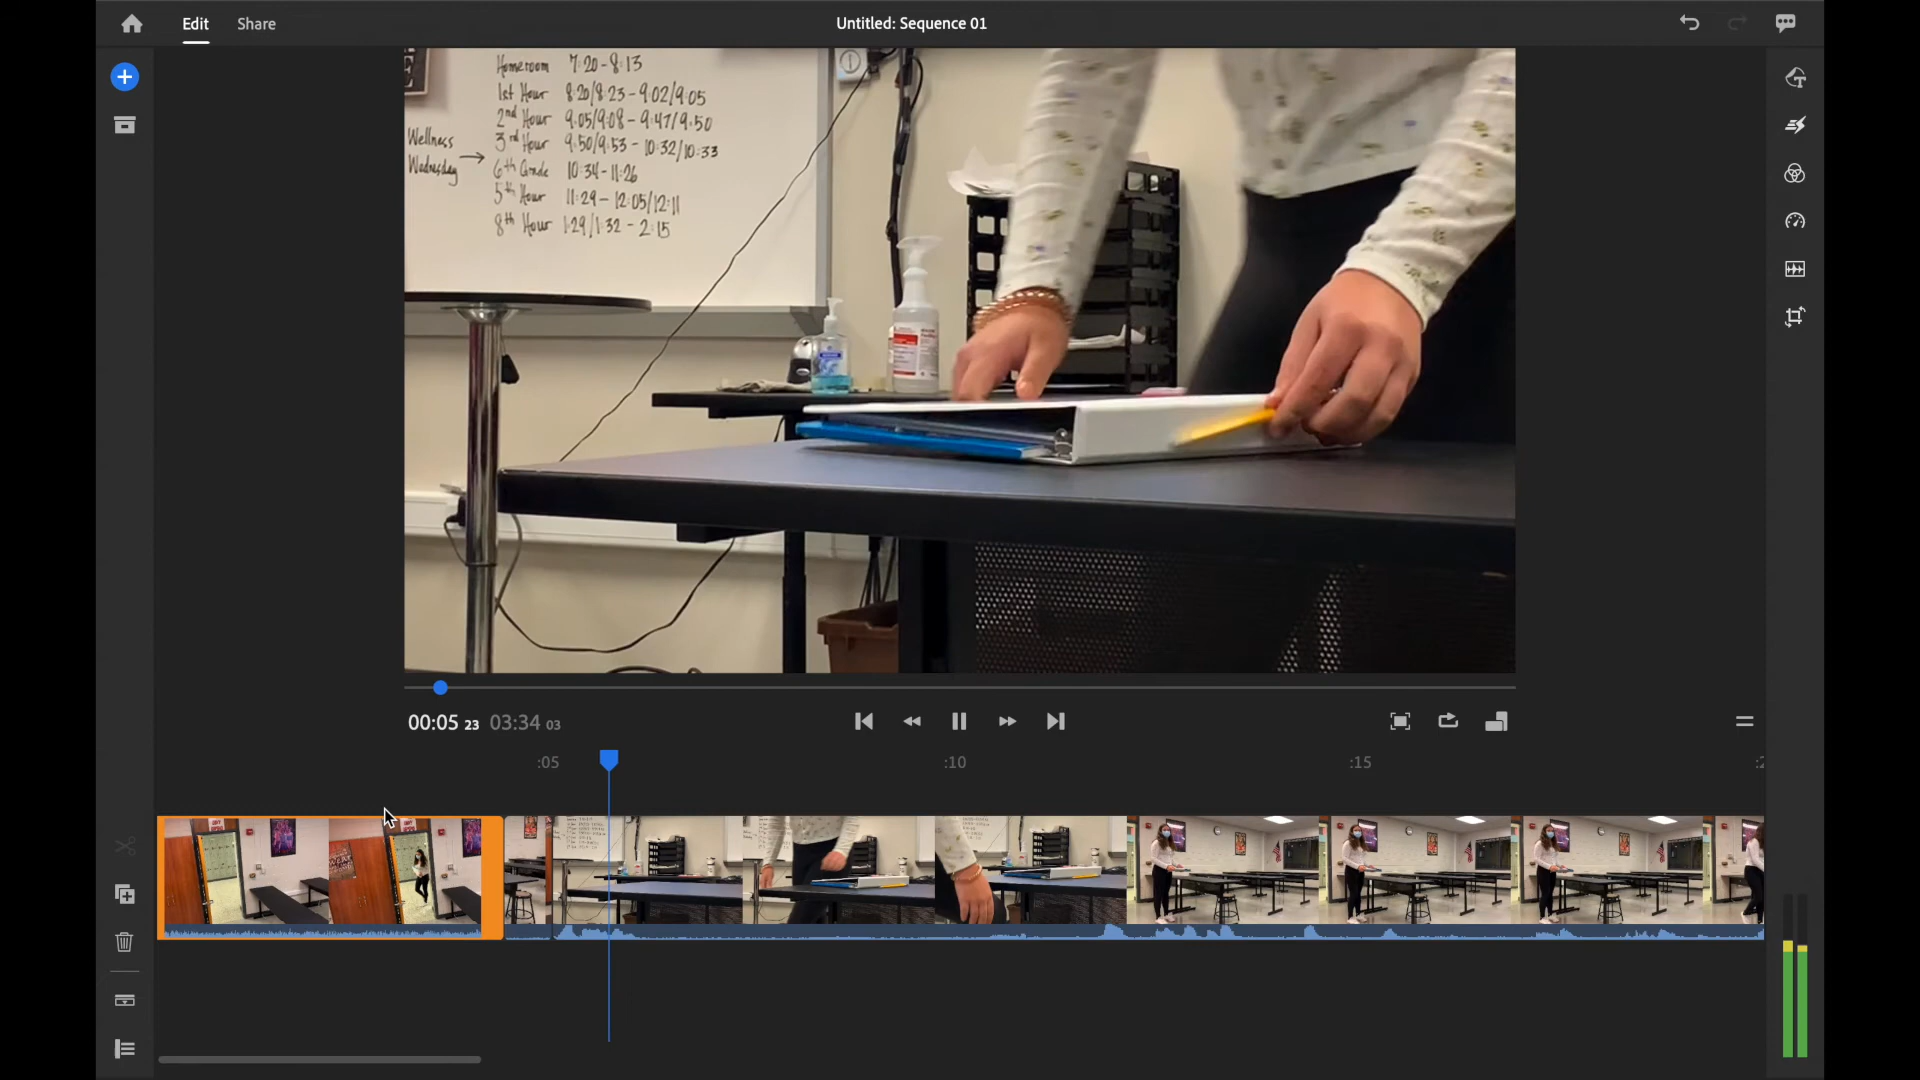 Edit Share Untitled: Sequence 01
E
Homeroom 7:20-8:13
1st Hour 8:20/8:23-9:02/9:05
2nd Hour 9:05/9:08-9:47/9:50
3rd Hour 9:50/9:53-10:32/10:33
Wellness Wednesday →
6th Grade 10:34-11:26
5th Hour 11:29-12:05/12:11
8th Hour 1:29/1:32-2:15
00:05 23 03:34 03
:05 :10 :15